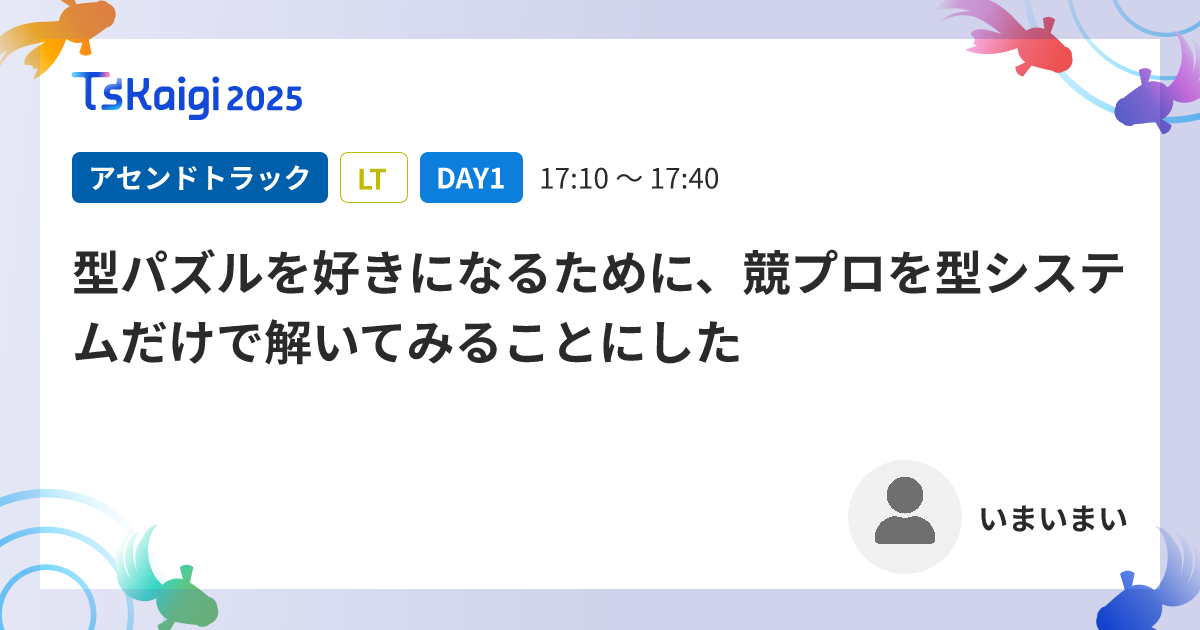 TsKaigi 2025
アセンドトラック LT DAY1 17:10 〜 17:40
型パズルを好きになるために、競プロを型システ
ムだけで解いてみることにした
いまいまい